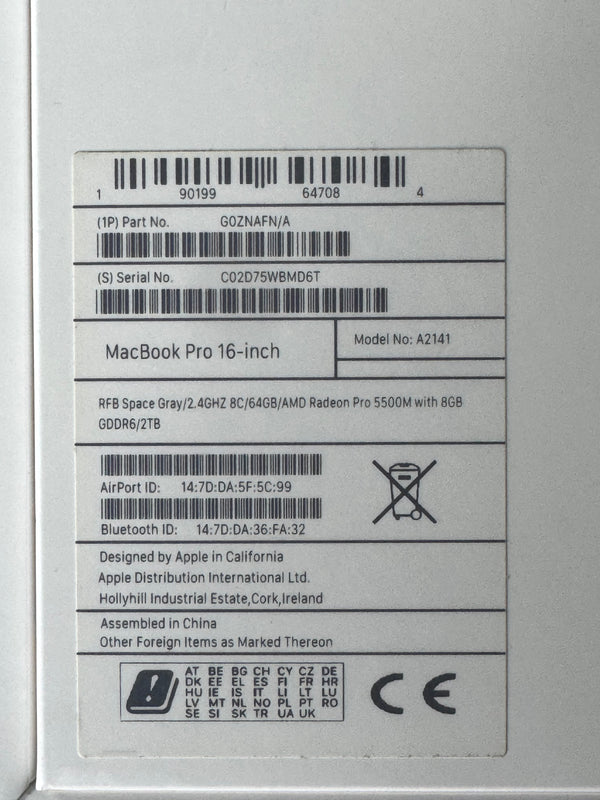 1 90199 64708 4
(1P) Part No. G0ZNAFN/A
(S) Serial No. C02D75WBMD6T
MacBook Pro 16-inch
Model No: A2141
RFB Space Gray/2.4GHZ 8C/64GB/AMD Radeon Pro 5500M with 8GB
GDDR6/2TB
AirPort ID: 14:7D:DA:5F:5C:99
Bluetooth ID: 14:7D:DA:36:FA:32
Designed by Apple in California
Apple Distribution International Ltd.
Hollyhill Industrial Estate,Cork,Ireland
Assembled in China
Other Foreign Items as Marked Thereon
AT BE BG CH CY CZ DE
DK EE EL ES FI FR HR
HU IE IS IT LI LT LU
LV MT NL NO PL PT RO
SE SI SK TR UA UK
CE